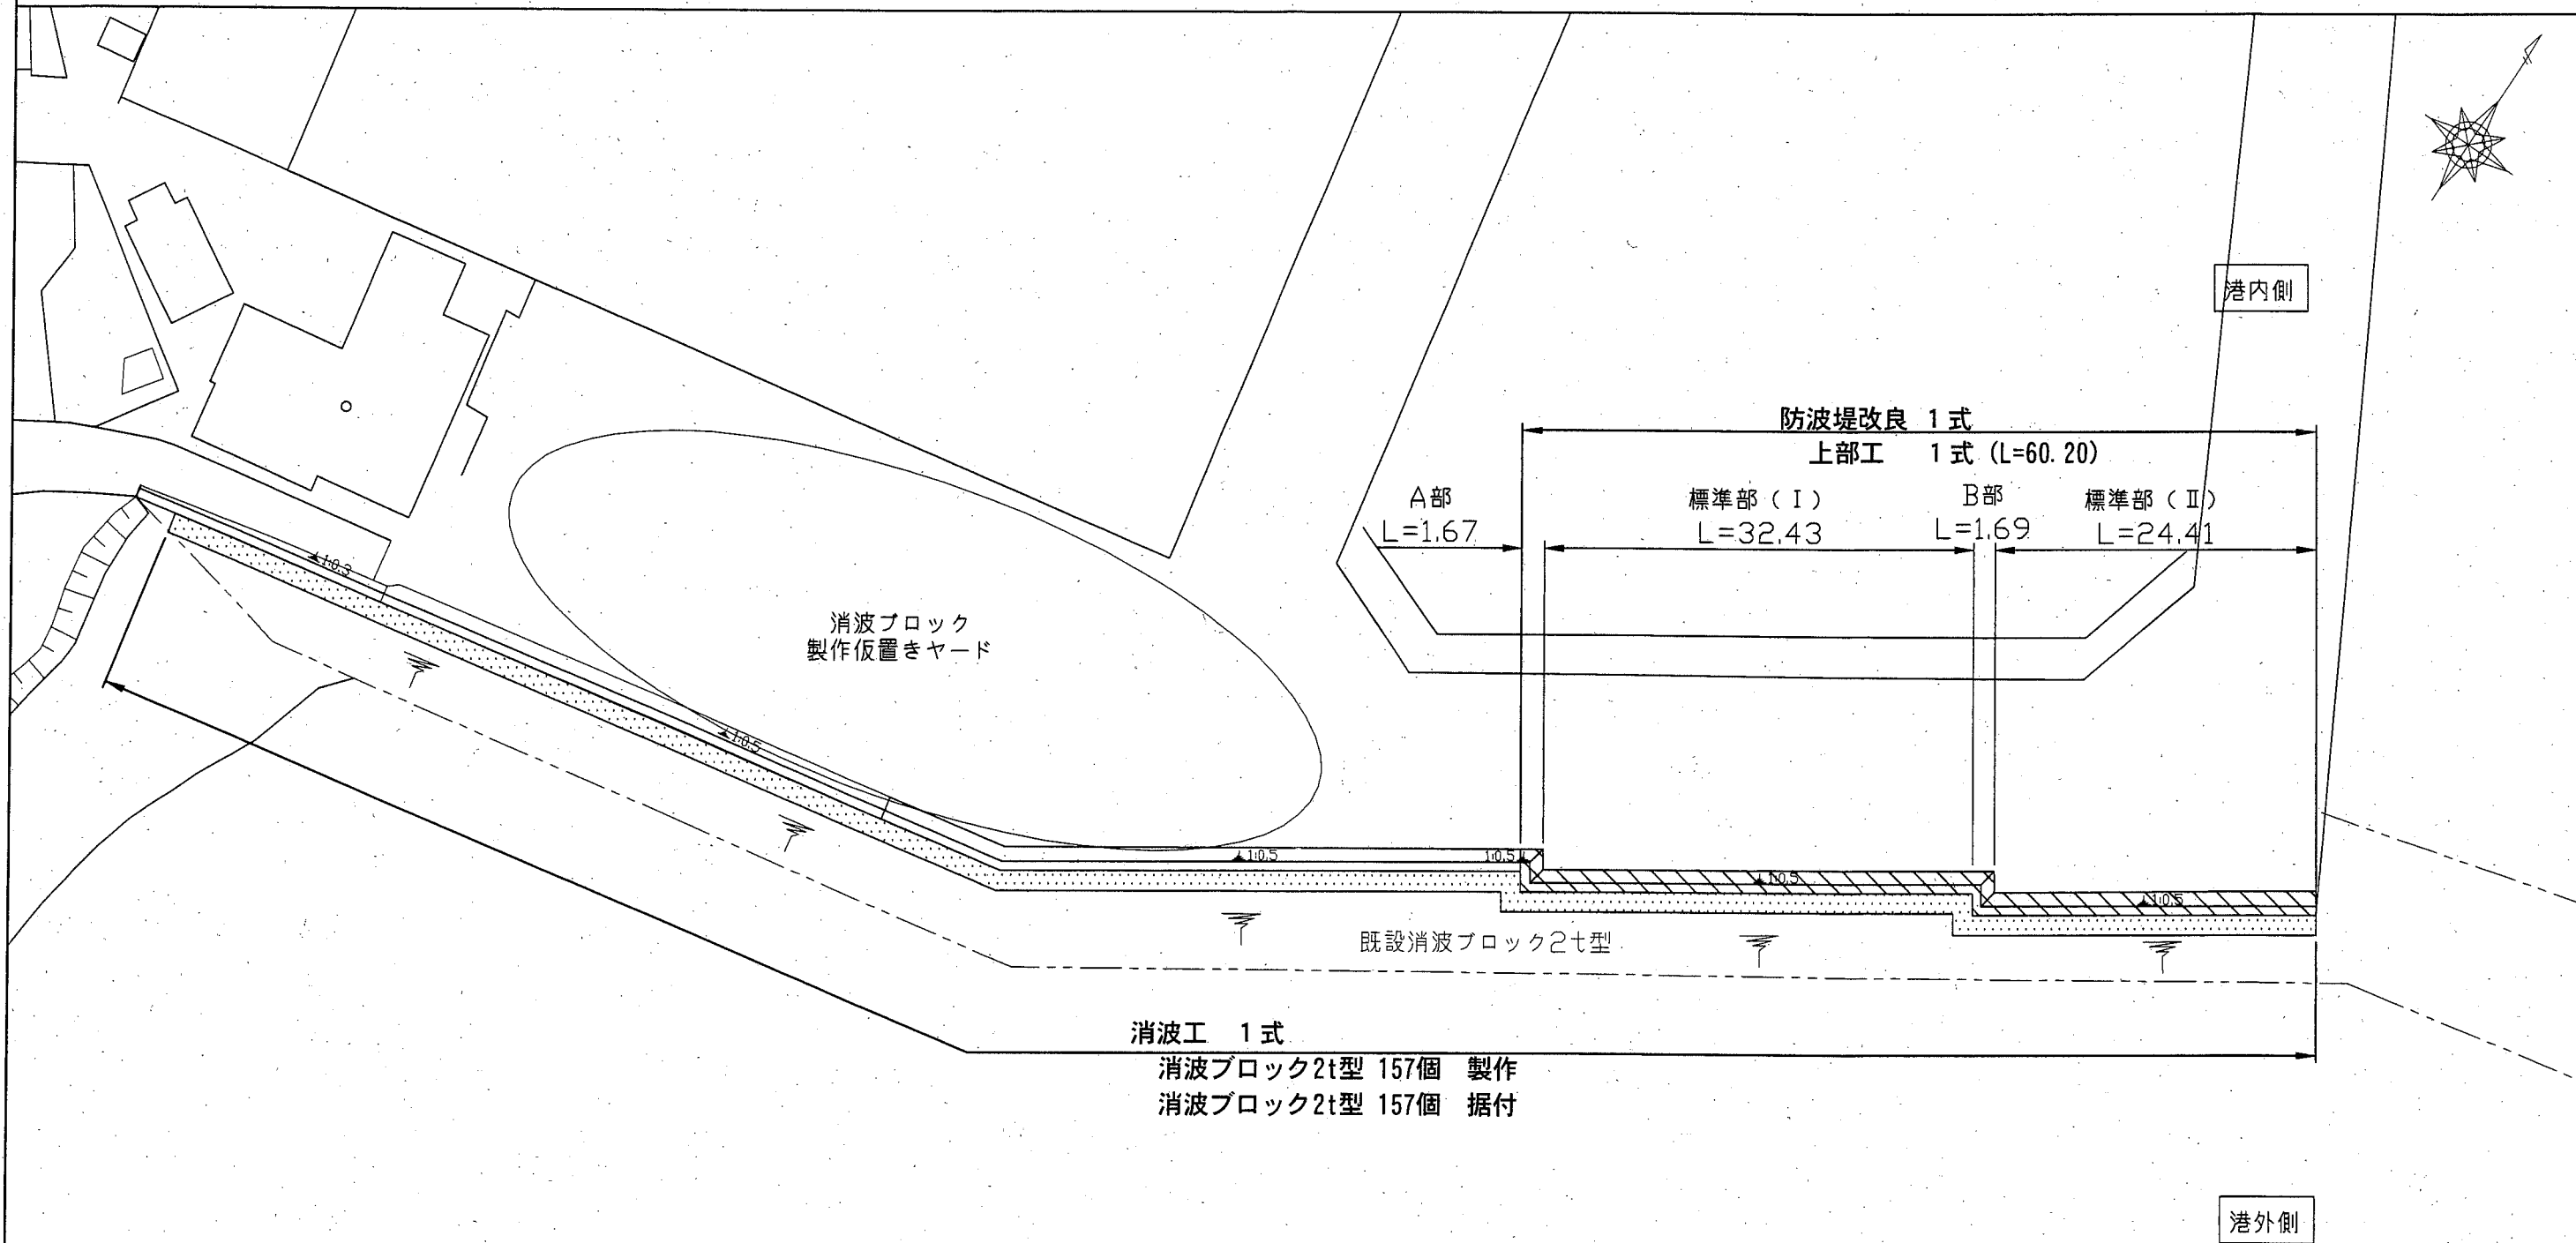 港内側
防波堤改良 1式
上部工 1式 (L=60.20)
A部
L=1.67
標準部(Ⅰ)
L=32.43
B部
L=1.69
標準部(Ⅱ)
L=24.41
1:0.3
消波ブロック
製作仮置きヤード
1:0.5
1:0.5
1:0.5
1:0.5
1:0.5
既設消波ブロック2t型
消波工 1式
消波ブロック2t型 157個 製作
消波ブロック2t型 157個 据付
港外側